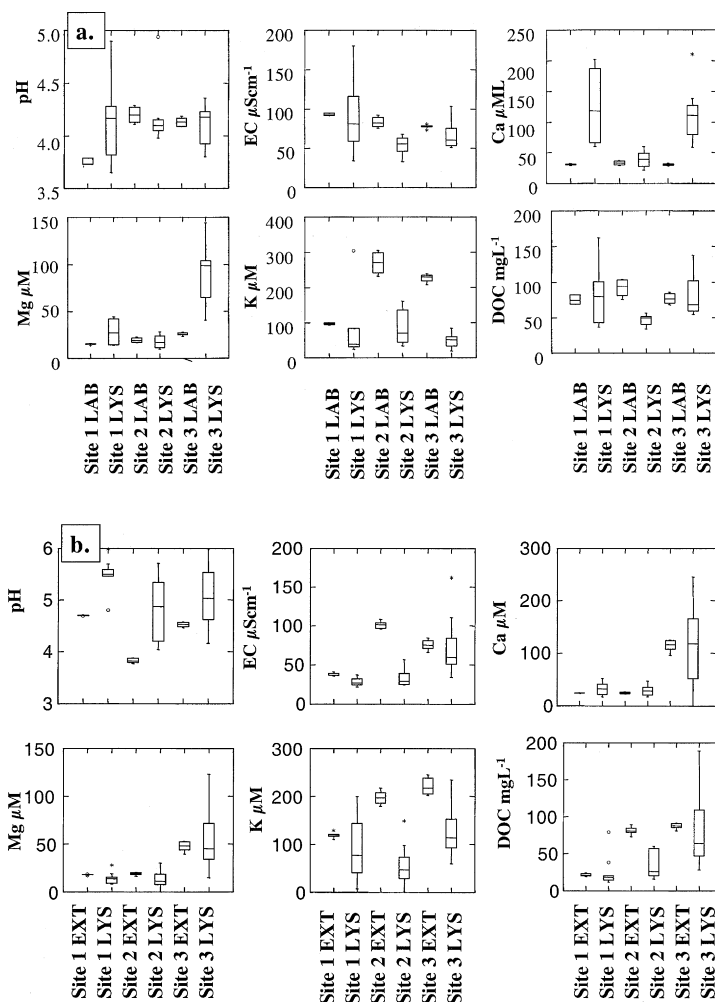 a.
pH
5.0
4.5
4.0
3.5
EC µScm-1
200
150
100
50
0
Ca µML
250
200
150
100
50
0
Mg µM
150
100
50
0
K µM
400
300
200
100
0
DOC mgL-1
200
150
100
50
0
Site 1 LAB
Site 1 LYS
Site 2 LAB
Site 2 LYS
Site 3 LAB
Site 3 LYS
Site 1 LAB
Site 1 LYS
Site 2 LAB
Site 2 LYS
Site 3 LAB
Site 3 LYS
Site 1 LAB
Site 1 LYS
Site 2 LAB
Site 2 LYS
Site 3 LAB
Site 3 LYS
b.
pH
6
5
4
3
EC µScm-1
200
150
100
50
0
Ca µM
300
200
100
0
Mg µM
150
100
50
0
K µM
300
200
100
0
DOC mgL-1
200
150
100
50
0
Site 1 EXT
Site 1 LYS
Site 2 EXT
Site 2 LYS
Site 3 EXT
Site 3 LYS
Site 1 EXT
Site 1 LYS
Site 2 EXT
Site 2 LYS
Site 3 EXT
Site 3 LYS
Site 1 EXT
Site 1 LYS
Site 2 EXT
Site 2 LYS
Site 3 EXT
Site 3 LYS